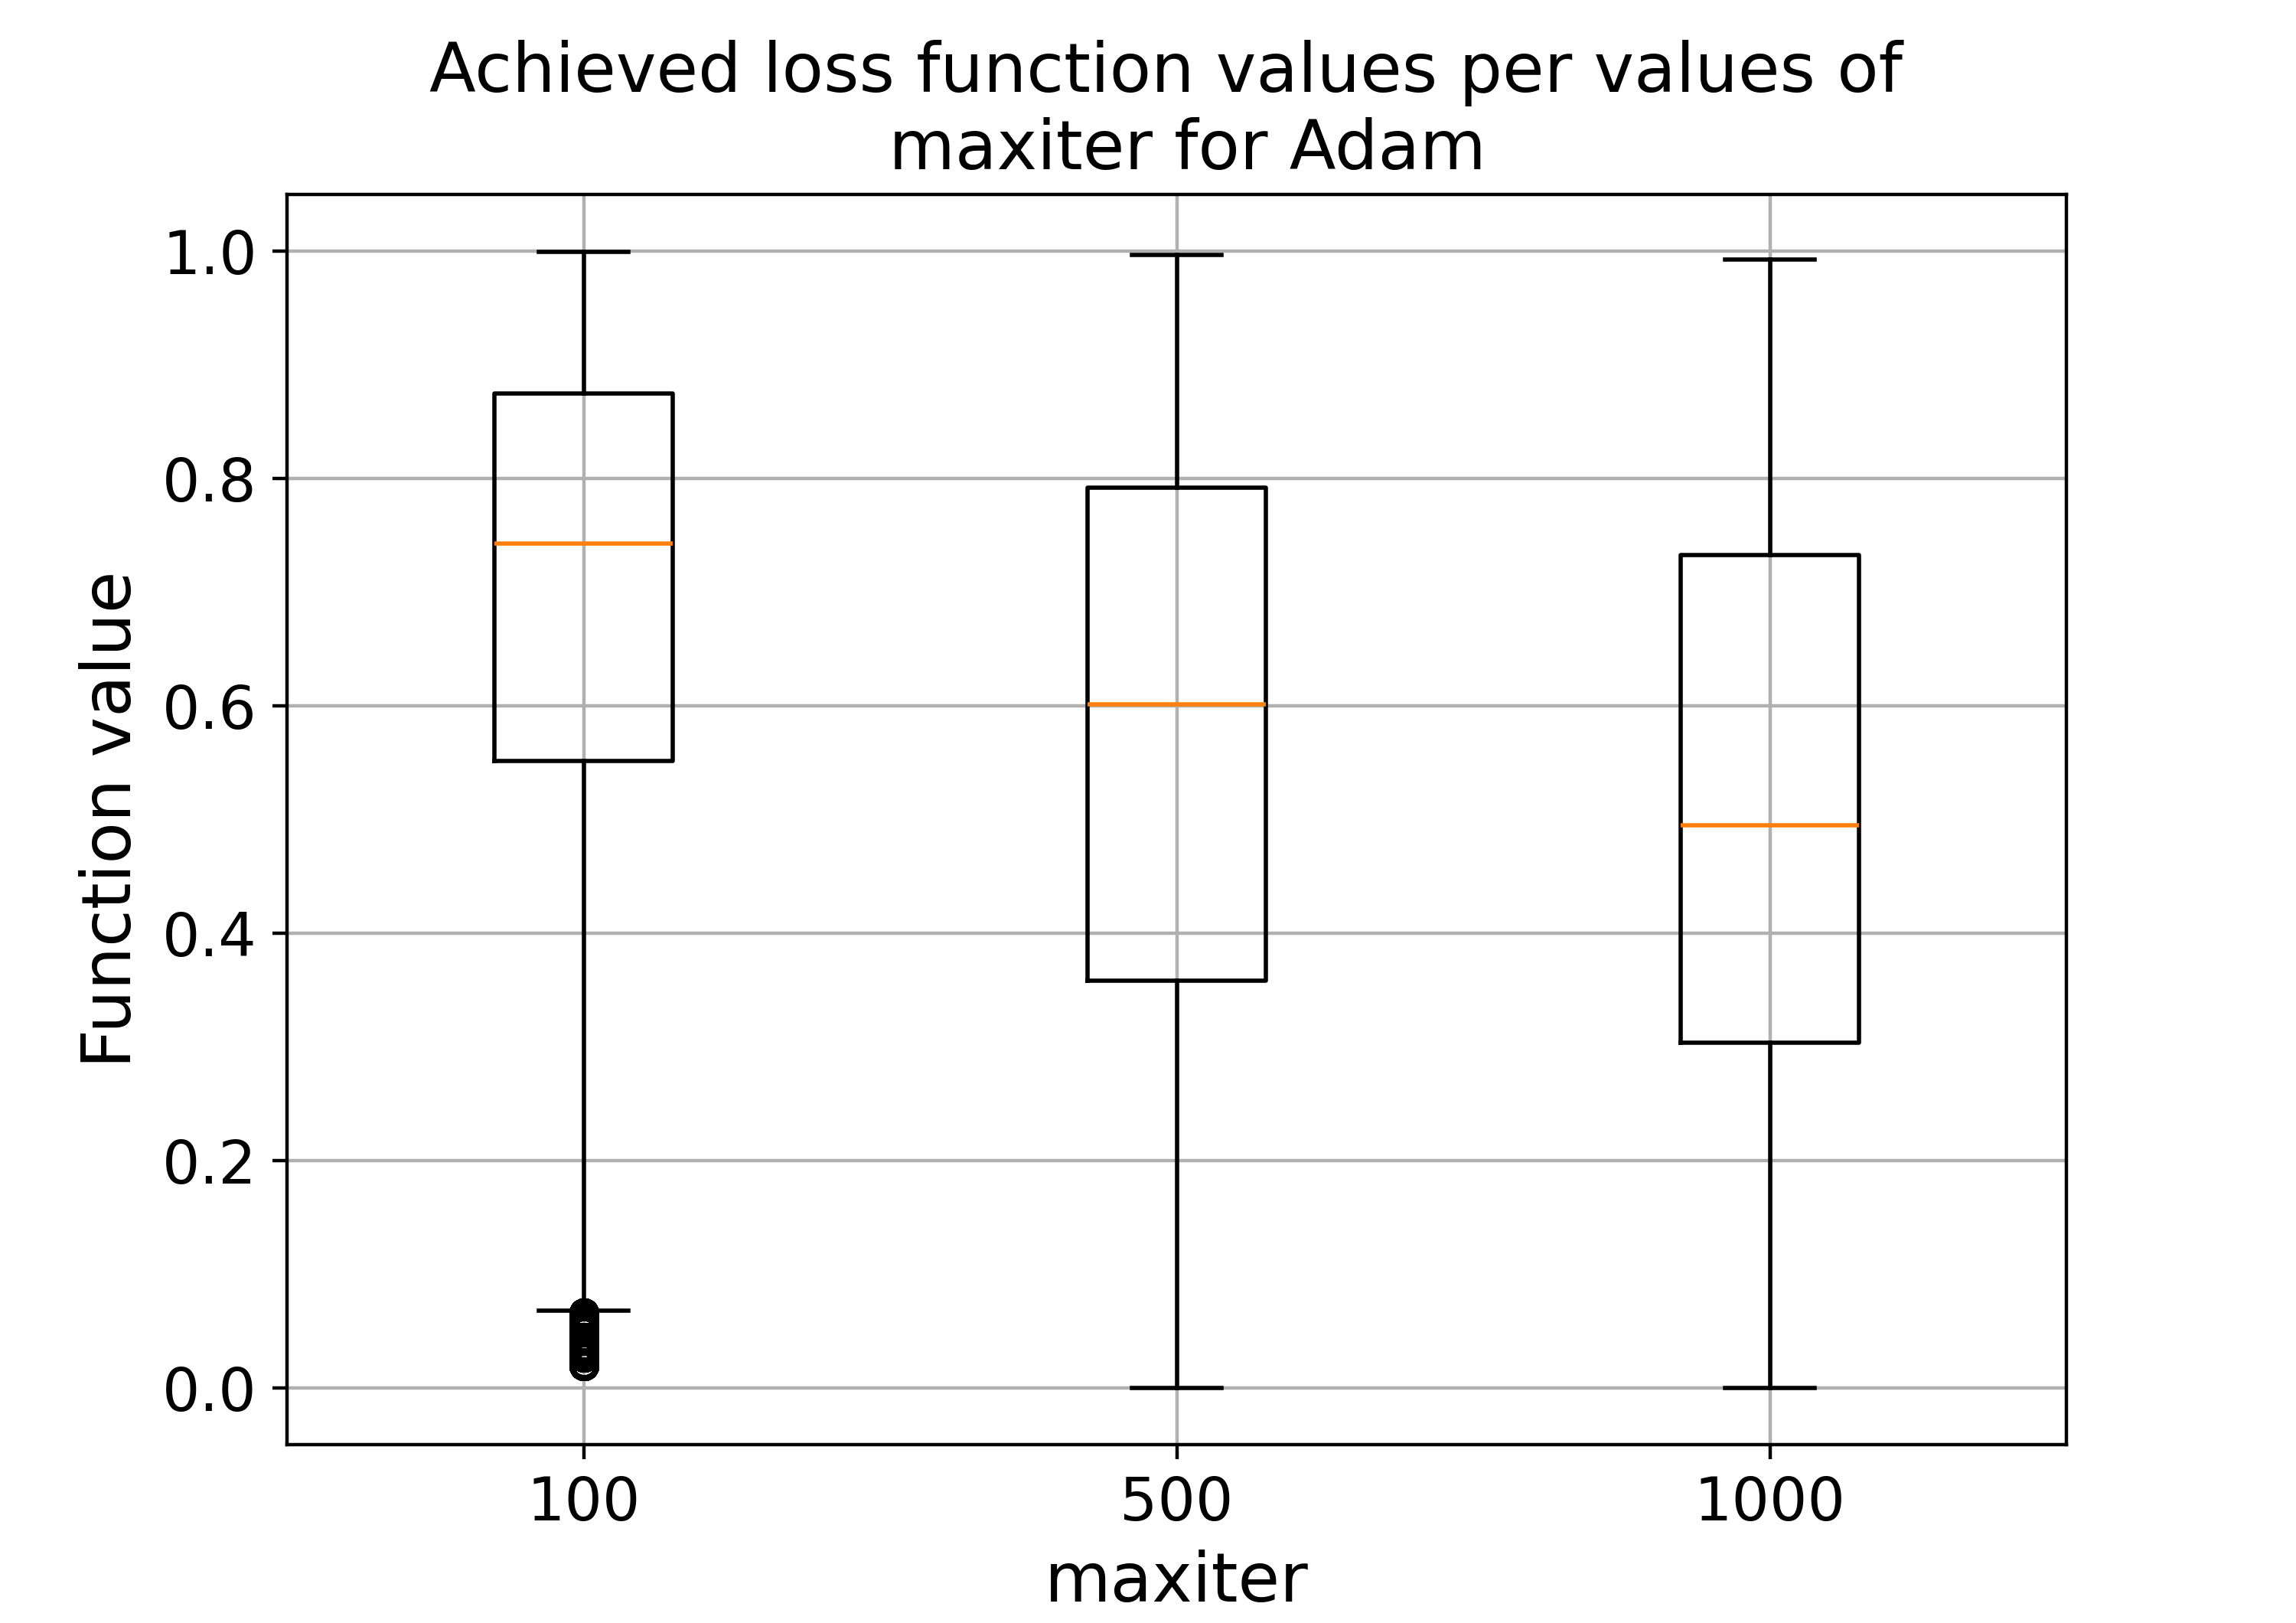 Achieved loss function values per values of
maxiter for Adam
Function value
1.0
0.8
0.6
0.4
0.2
0.0
100 500 1000
maxiter